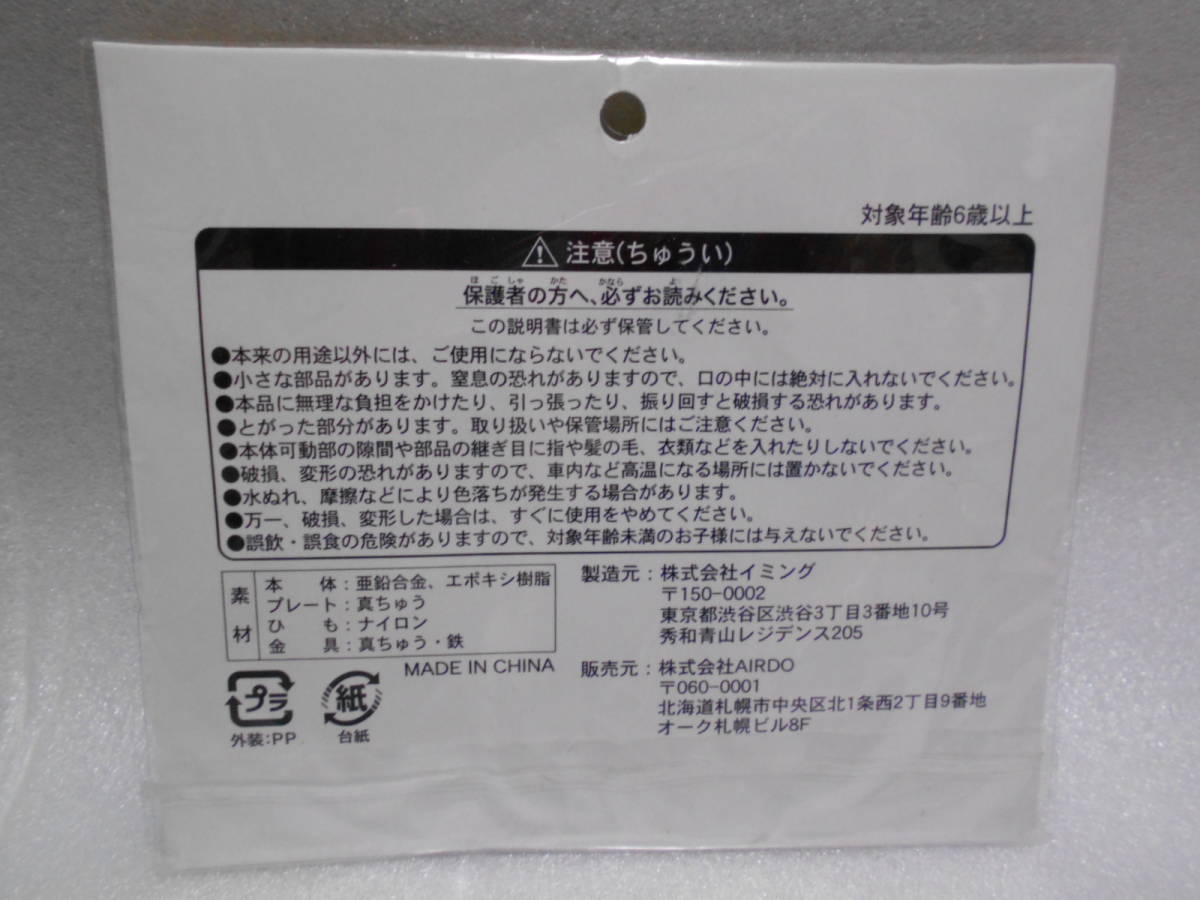 対象年齢6歳以上
注意(ちゅうい)
ほごしゃ かた かなら よ
保護者の方へ、必ずお読みください。
この説明書は必ず保管してください。
●本来の用途以外には、ご使用にならないでください。
●小さな部品があります。窒息の恐れがありますので、口の中には絶対に入れないでください。
●本品に無理な負担をかけたり、引っ張ったり、振り回すと破損する恐れがあります。
●とがった部分があります。取り扱いや保管場所にはご注意ください。
●本体可動部の隙間や部品の継ぎ目に指や髪の毛、衣類などを入れたりしないでください。
●破損、変形の恐れがありますので、車内など高温になる場所には置かないでください。
●水ぬれ、摩擦などにより色落ちが発生する場合があります。
●万一、破損、変形した場合は、すぐに使用をやめてください。
●誤飲・誤食の危険がありますので、対象年齢未満のお子様には与えないでください。
素材
本体:亜鉛合金、エポキシ樹脂
プレート:真ちゅう
ひも:ナイロン
金具:真ちゅう・鉄
MADE IN CHINA
プラ
外装:PP
紙
台紙
製造元:株式会社イミング
〒150-0002
東京都渋谷区渋谷3丁目3番地10号
秀和青山レジデンス205
販売元:株式会社AIRDO
〒060-0001
北海道札幌市中央区北1条西2丁目9番地
オーク札幌ビル8F